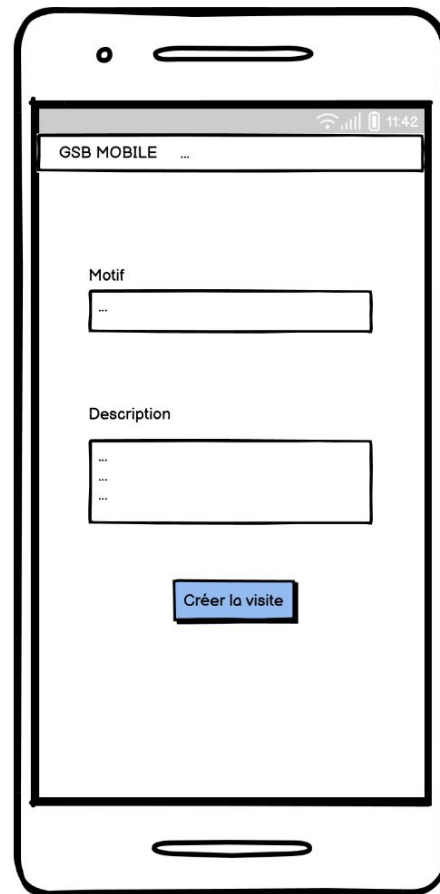 11:42
GSB MOBILE ...
Motif
...
Description
...
...
...
Créer la visite